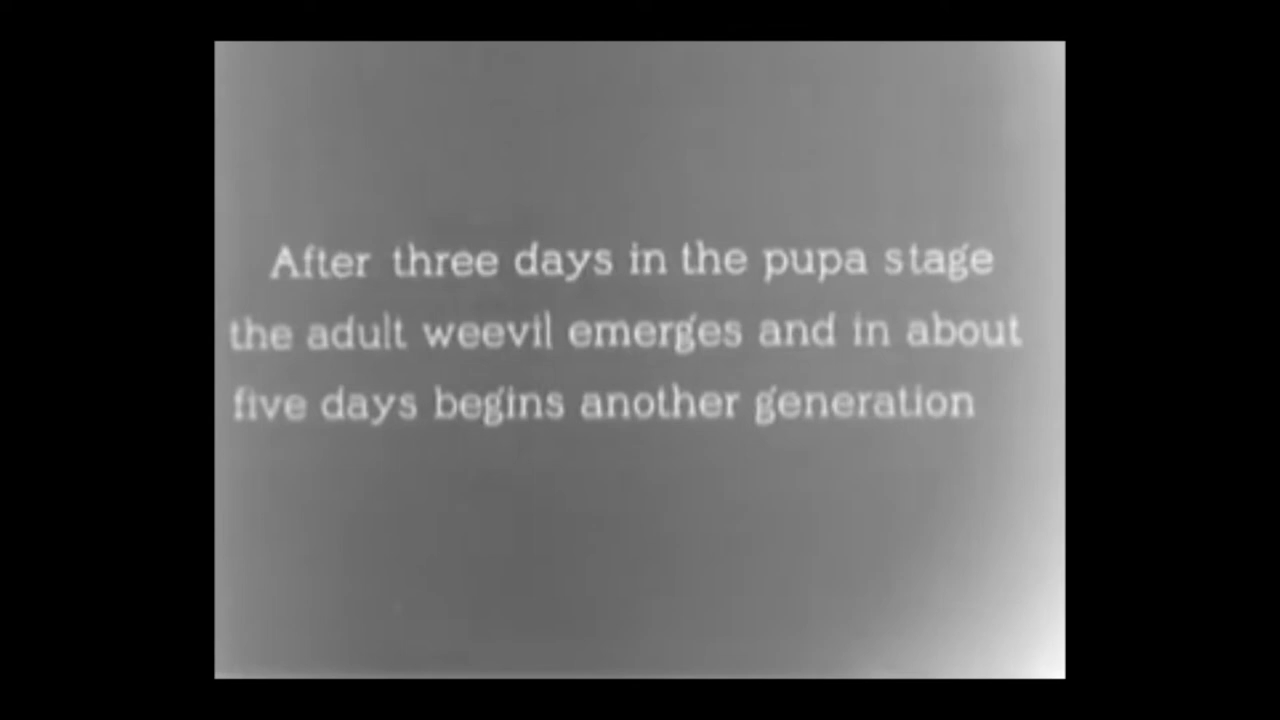 After three days in the pupa stage
the adult weevil emerges and in about
five days begins another generation